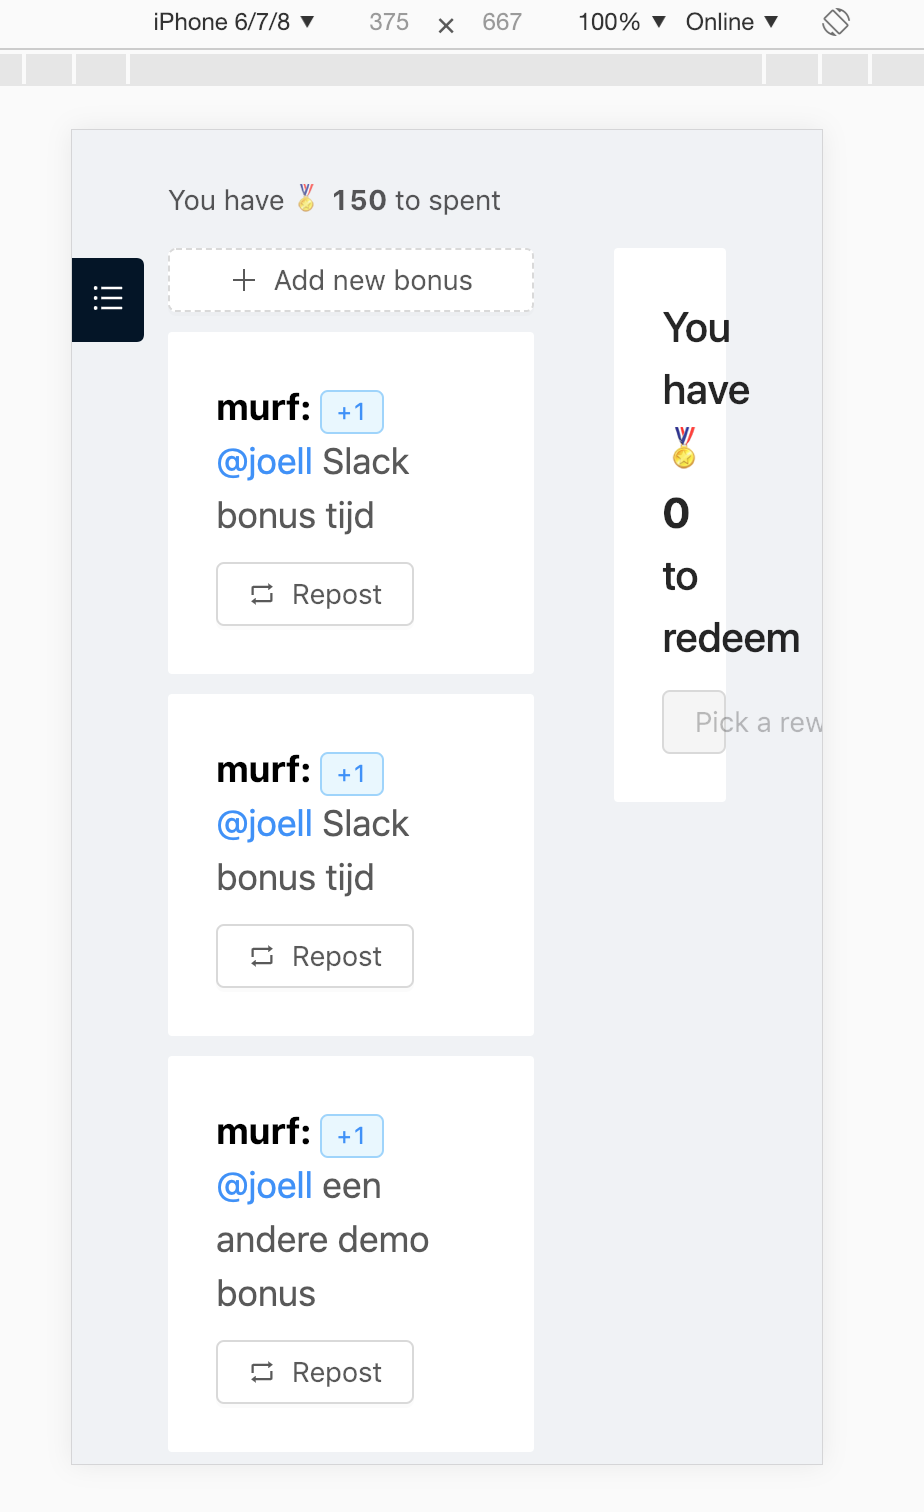 iPhone 6/7/8 ▼ 375 × 667 100% ▼ Online ▼
You have 🏅 150 to spent
+ Add new bonus
murf: +1
@joell Slack
bonus tijd
Repost
murf: +1
@joell Slack
bonus tijd
Repost
murf: +1
@joell een
andere demo
bonus
Repost
You
have
🏅
0
to
redeem
Pick a rew